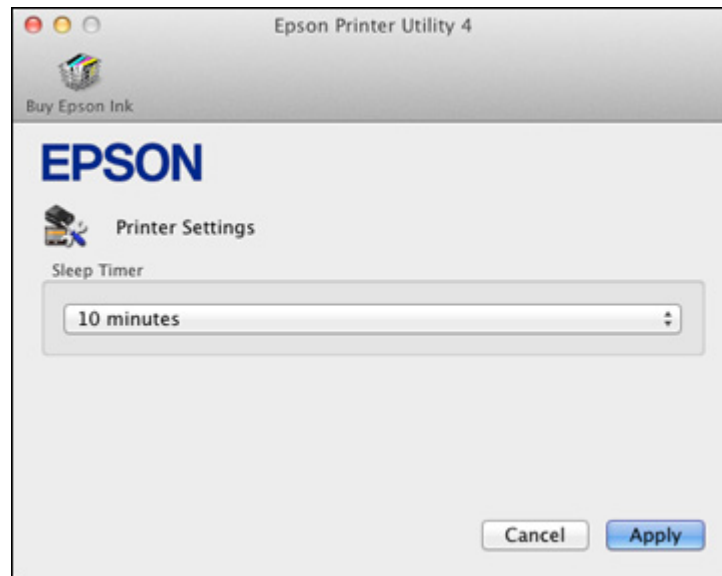 Epson Printer Utility 4
Buy Epson Ink
EPSON
Printer Settings
Sleep Timer
10 minutes
Cancel
Apply